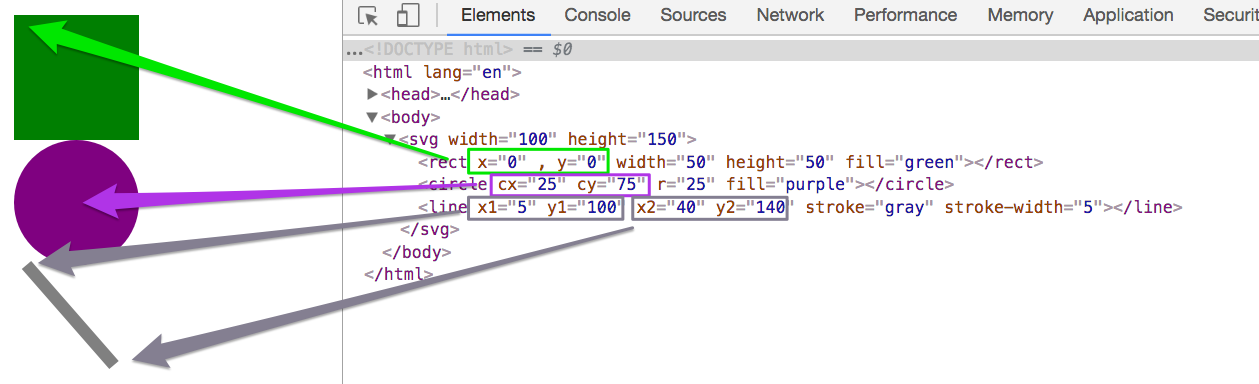 Elements Console Sources Network Performance Memory Application Securi
...<!DOCTYPE html> == $0
<html lang="en">
<head>…</head>
<body>
<svg width="100" height="150">
<rect x="0" , y="0" width="50" height="50" fill="green"></rect>
<circle cx="25" cy="75" r="25" fill="purple"></circle>
<line x1="5" y1="100" x2="40" y2="140" stroke="gray" stroke-width="5"></line>
</svg>
</body>
</html>